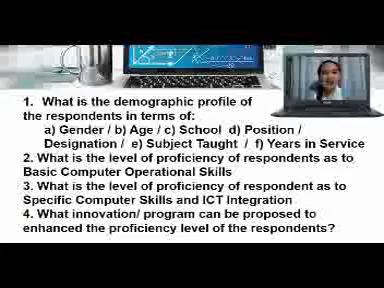 1. What is the demographic profile of
the respondents in terms of:
a) Gender / b) Age / c) School d) Position /
Designation / e) Subject Taught / f) Years in Service
2. What is the level of proficiency of respondents as to
Basic Computer Operational Skills
3. What is the level of proficiency of respondent as to
Specific Computer Skills and ICT Integration
4. What innovation/ program can be proposed to
enhanced the proficiency level of the respondents?